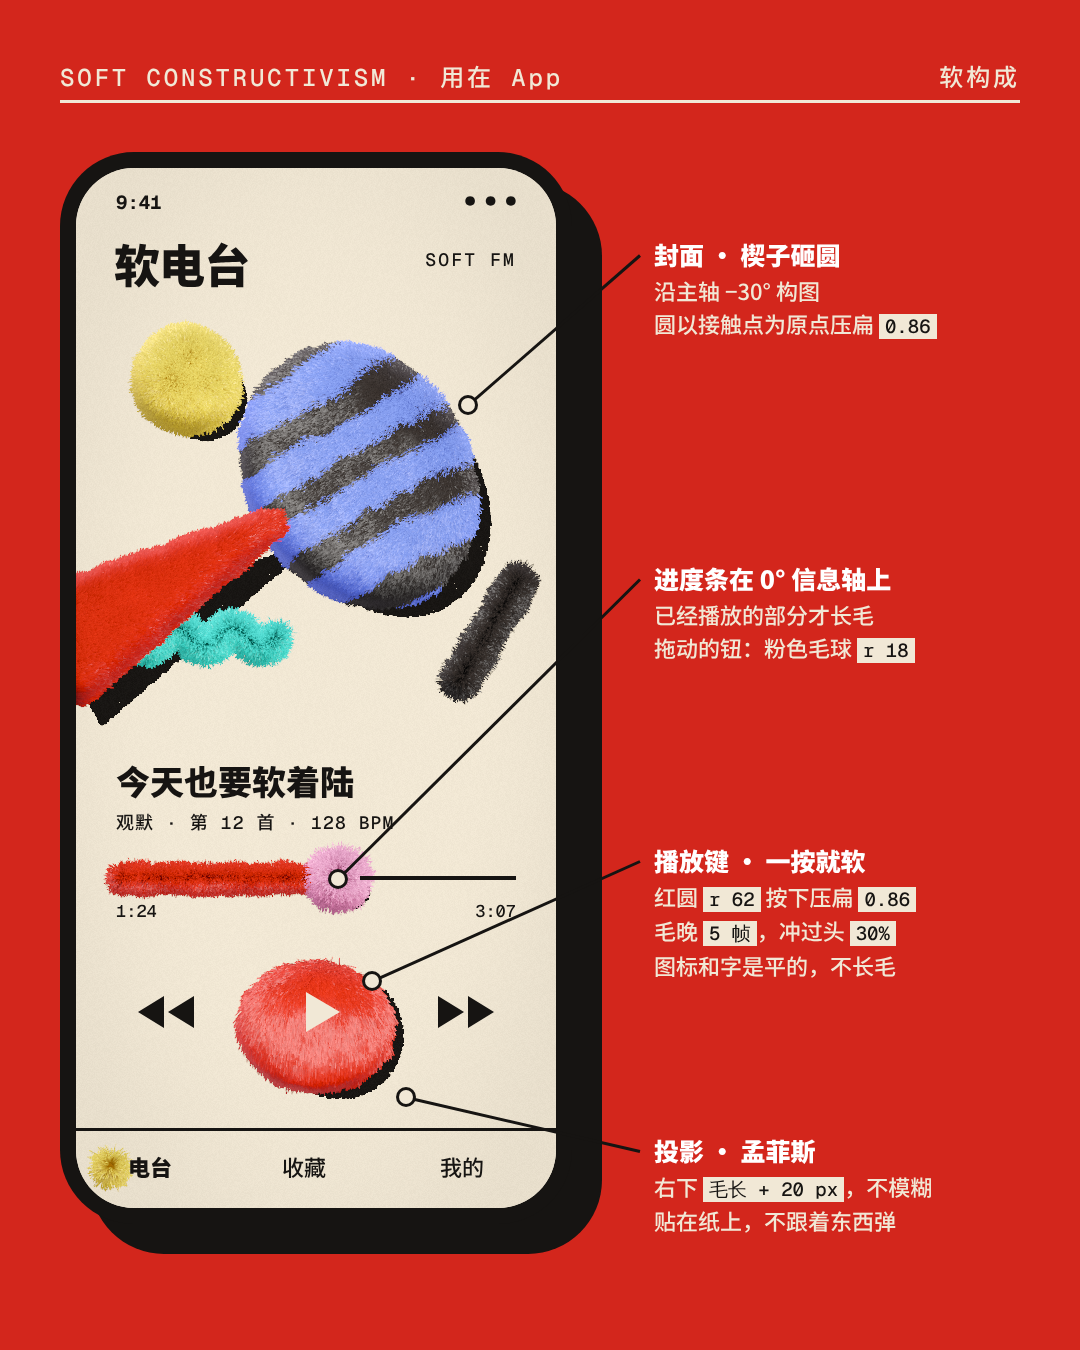 SOFT CONSTRUCTIVISM · 用在 App
软构成
9:41
软电台
SOFT FM
今天也要软着陆
观默 · 第 12 首 · 128 BPM
1:24
3:07
电台
收藏
我的
封面 · 楔子砸圆
沿主轴 −30° 构图
圆以接触点为原点压扁 0.86
进度条在 0° 信息轴上
已经播放的部分才长毛
拖动的钮：粉色毛球 r 18
播放键 · 一按就软
红圆 r 62 按下压扁 0.86
毛晚 5 帧，冲过头 30%
图标和字是平的，不长毛
投影 · 孟菲斯
右下 毛长 + 20 px，不模糊
贴在纸上，不跟着东西弹